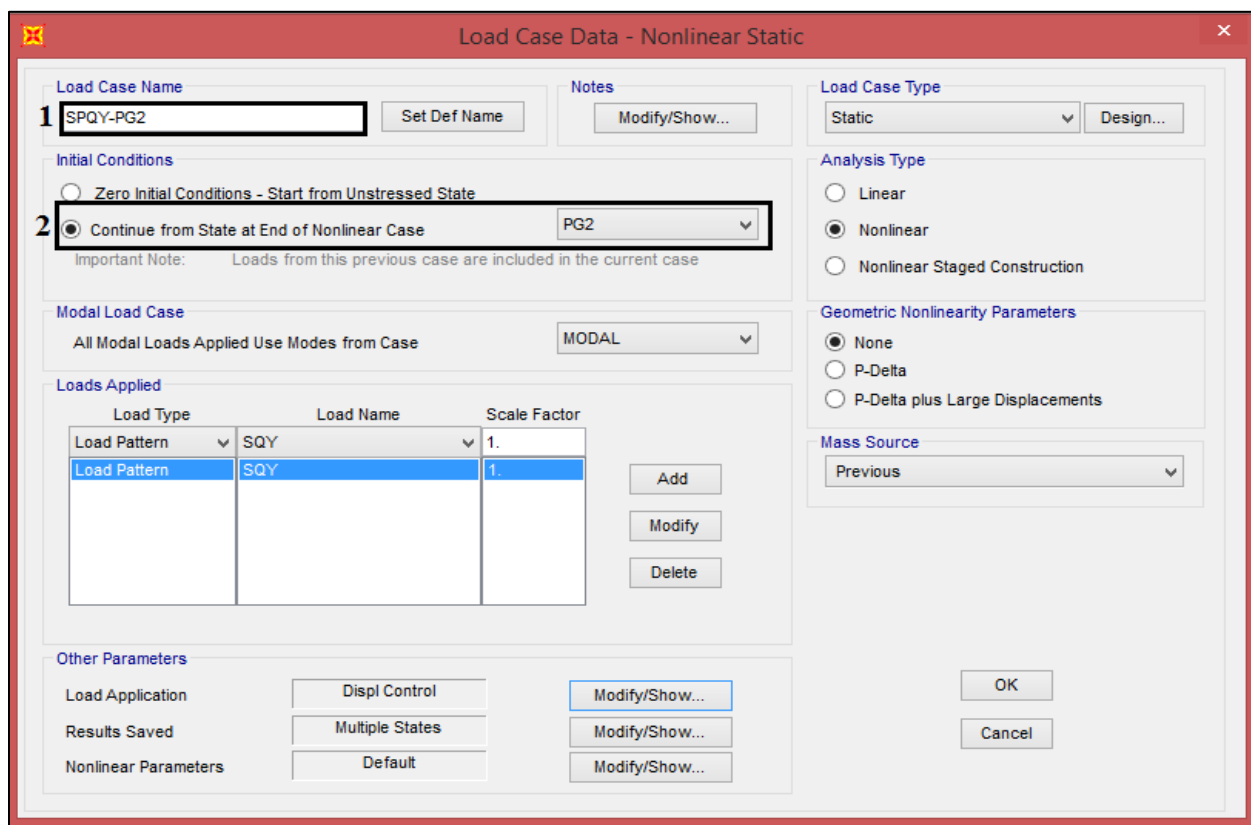 Load Case Data - Nonlinear Static
×
Load Case Name
1 SPQY-PG2 Set Def Name
Notes
Modify/Show...
Load Case Type
Static Design...
Initial Conditions
Zero Initial Conditions - Start from Unstressed State
2 Continue from State at End of Nonlinear Case PG2
Important Note: Loads from this previous case are included in the current case
Analysis Type
Linear
Nonlinear
Nonlinear Staged Construction
Modal Load Case
All Modal Loads Applied Use Modes from Case MODAL
Geometric Nonlinearity Parameters
None
P-Delta
P-Delta plus Large Displacements
Loads Applied
Load Type Load Name Scale Factor
Load Pattern SQY 1.
Load Pattern SQY 1.
Add
Modify
Delete
Mass Source
Previous
Other Parameters
Load Application Displ Control Modify/Show...
Results Saved Multiple States Modify/Show...
Nonlinear Parameters Default Modify/Show...
OK
Cancel